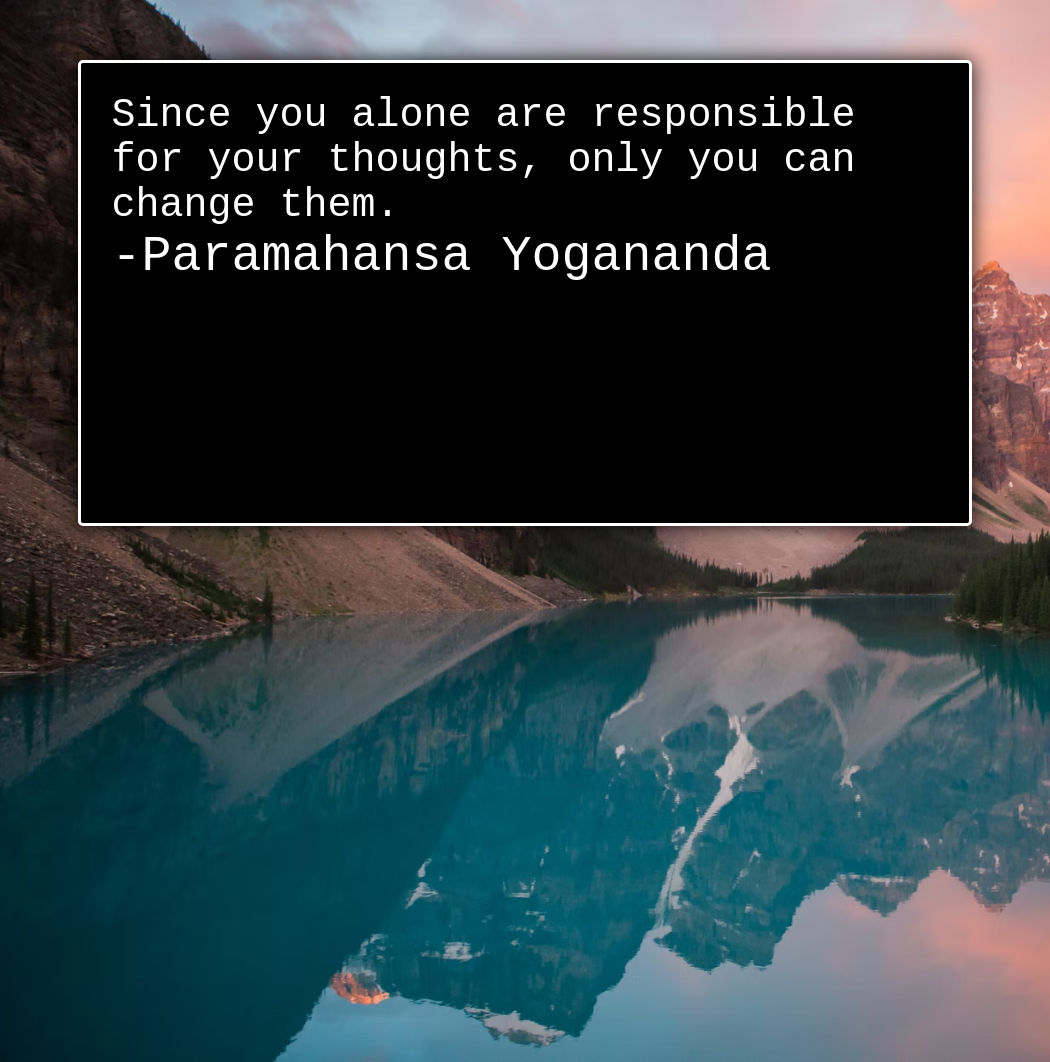 Since you alone are responsible
for your thoughts, only you can
change them.
-Paramahansa Yogananda